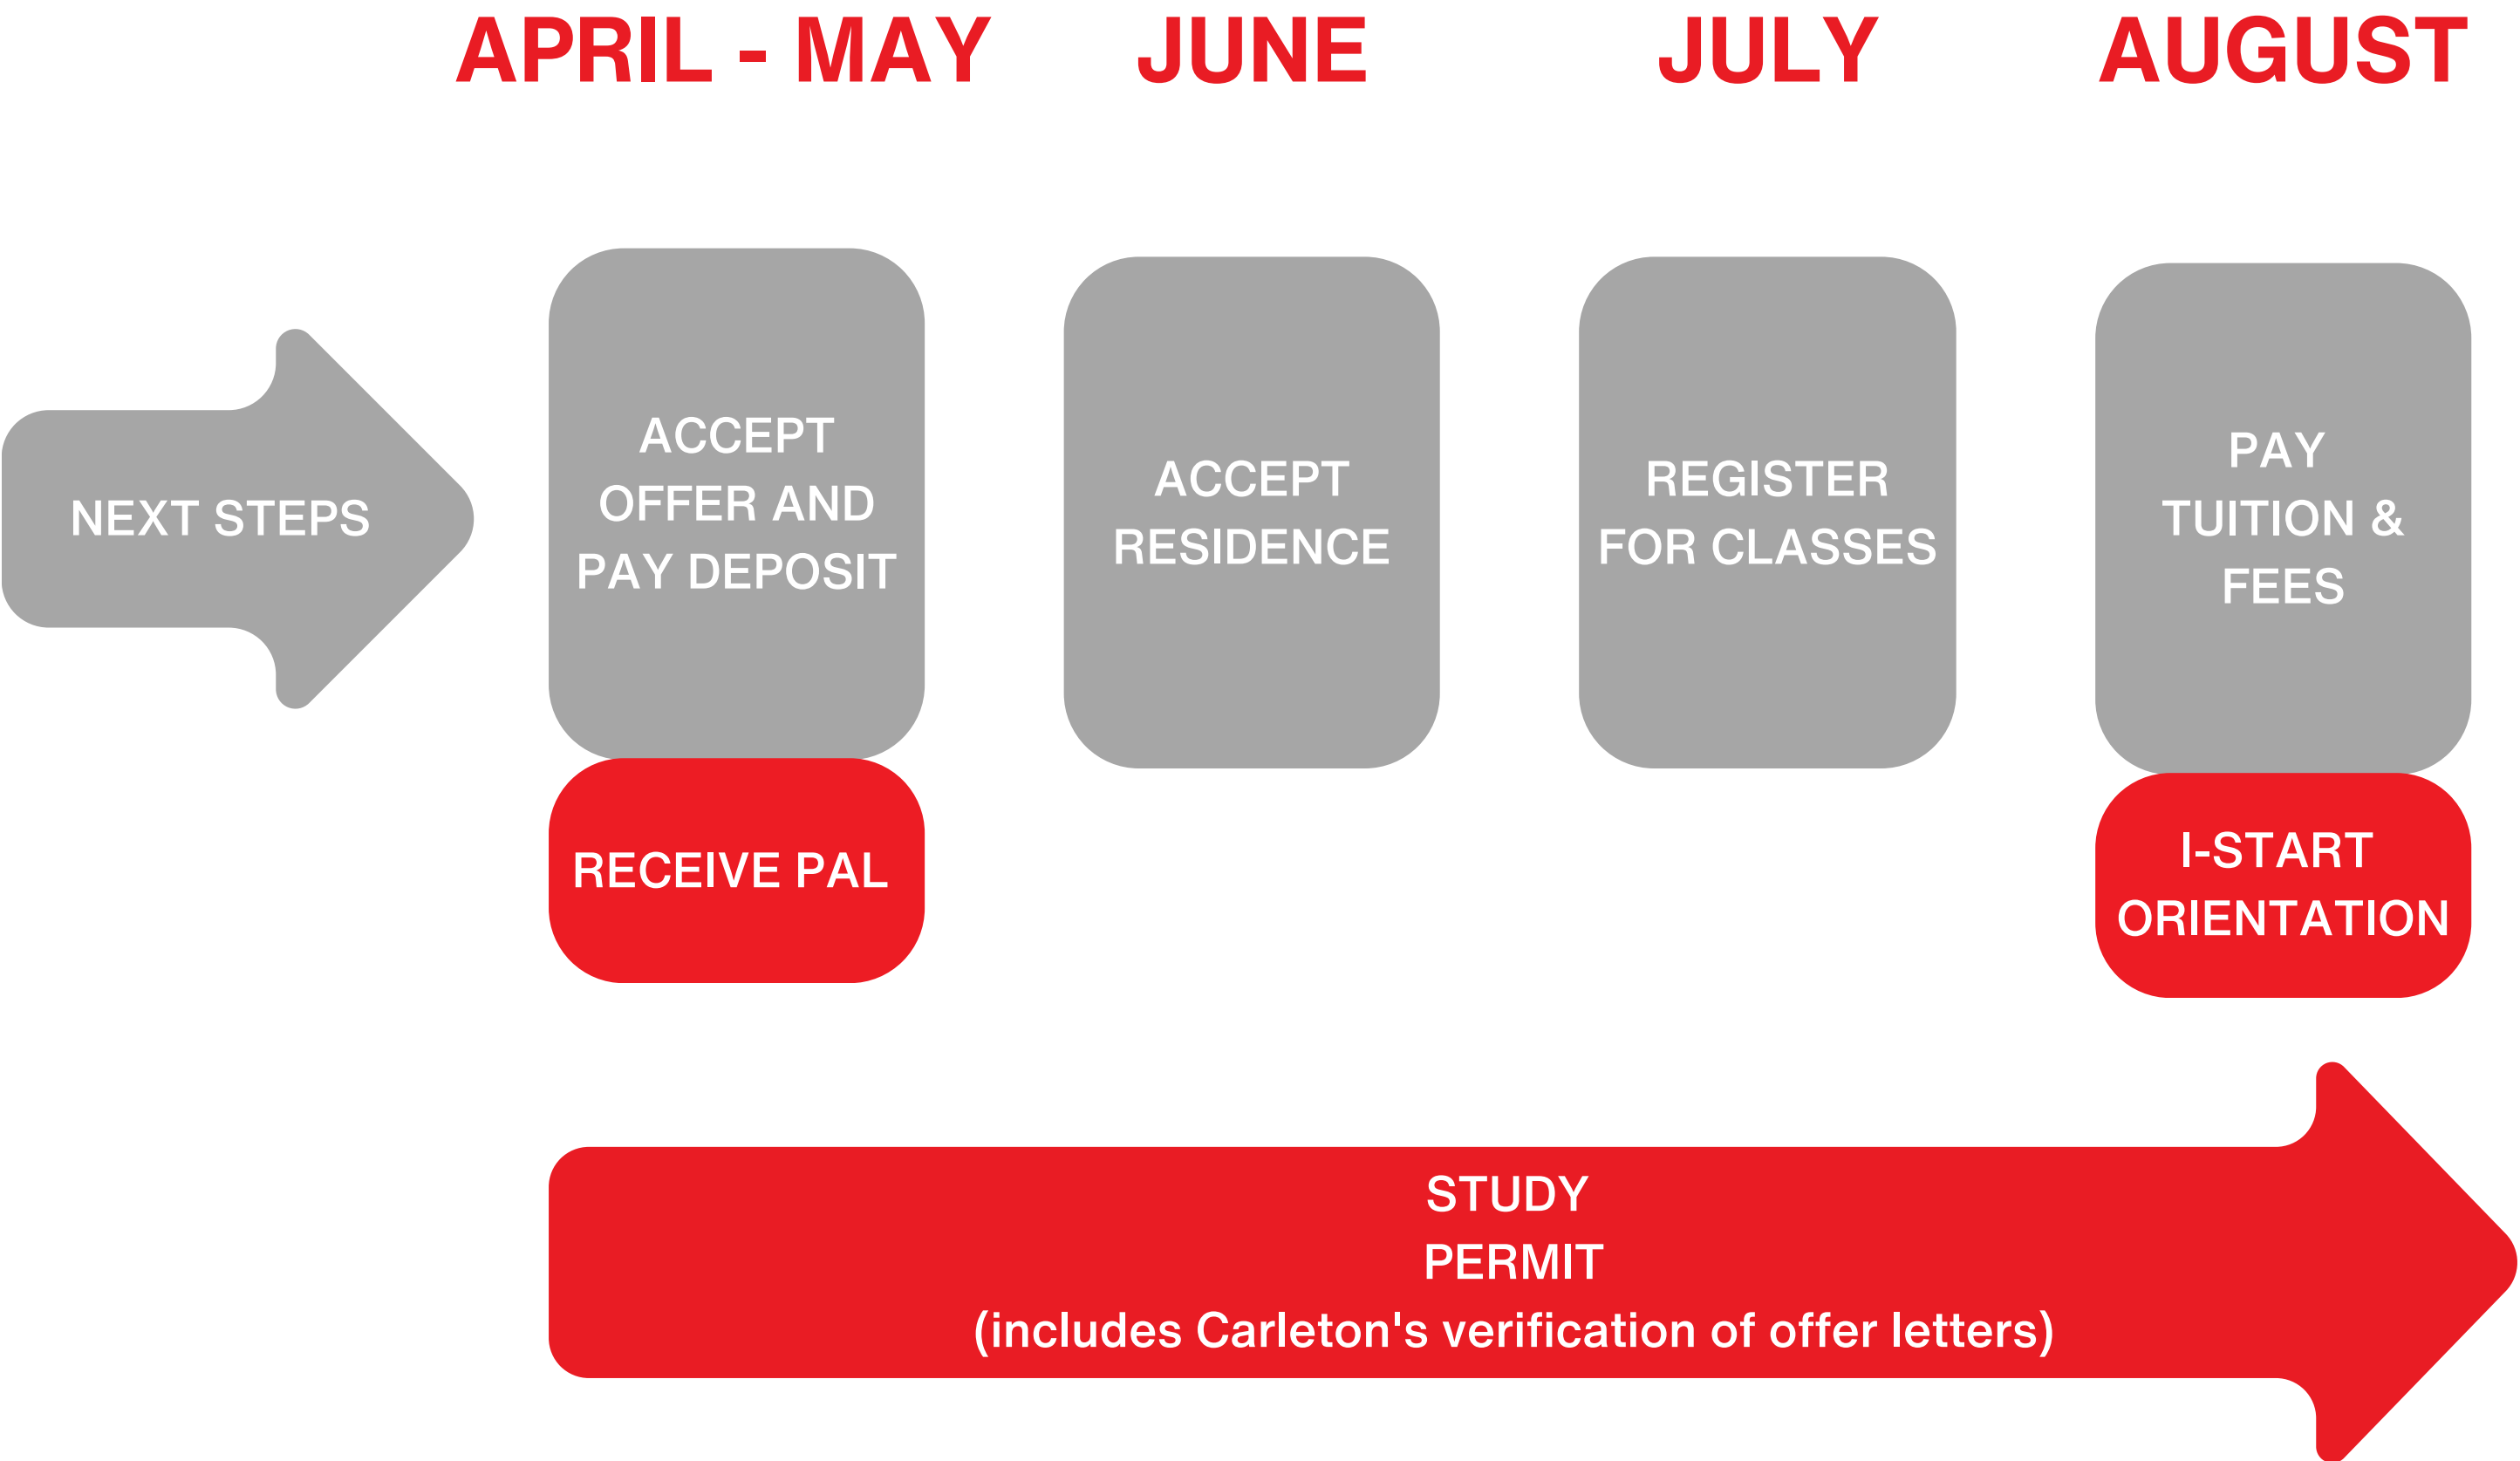 APRIL - MAY
JUNE
JULY
AUGUST
NEXT STEPS
ACCEPT
OFFER AND
PAY DEPOSIT
ACCEPT
RESIDENCE
REGISTER
FOR CLASSES
PAY
TUITION &
FEES
RECEIVE PAL
I-START
ORIENTATION
STUDY
PERMIT
(includes Carleton's verification of offer letters)